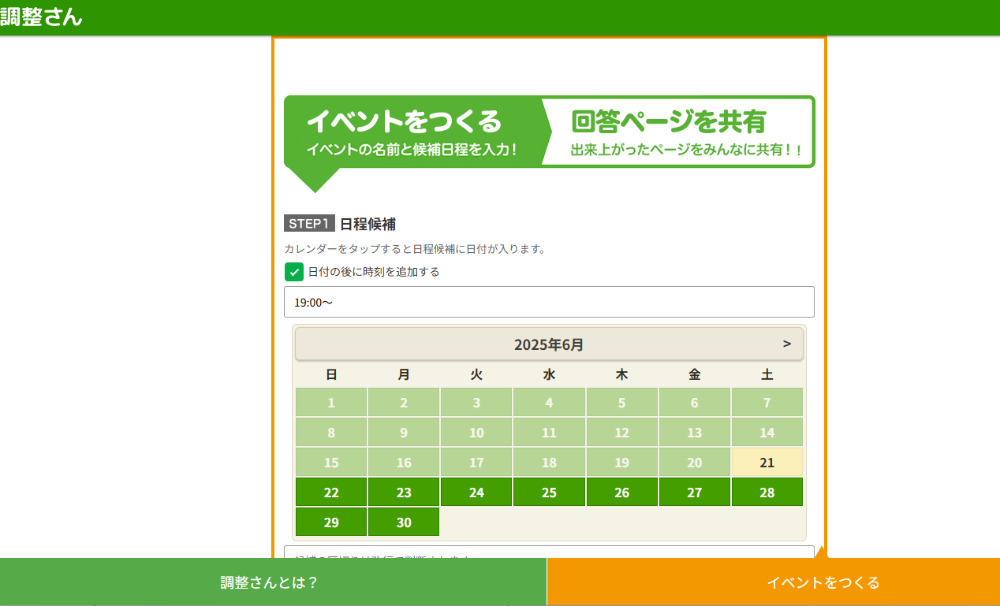 調整さん
イベントをつくる
イベントの名前と候補日程を入力！
回答ページを共有
出来上がったページをみんなに共有！！
STEP1 日程候補
カレンダーをタップすると日程候補に日付が入ります。
日付の後に時刻を追加する
19:00〜
2025年6月 >
日 月 火 水 木 金 土
1 2 3 4 5 6 7
8 9 10 11 12 13 14
15 16 17 18 19 20 21
22 23 24 25 26 27 28
29 30
調整さんとは？
イベントをつくる